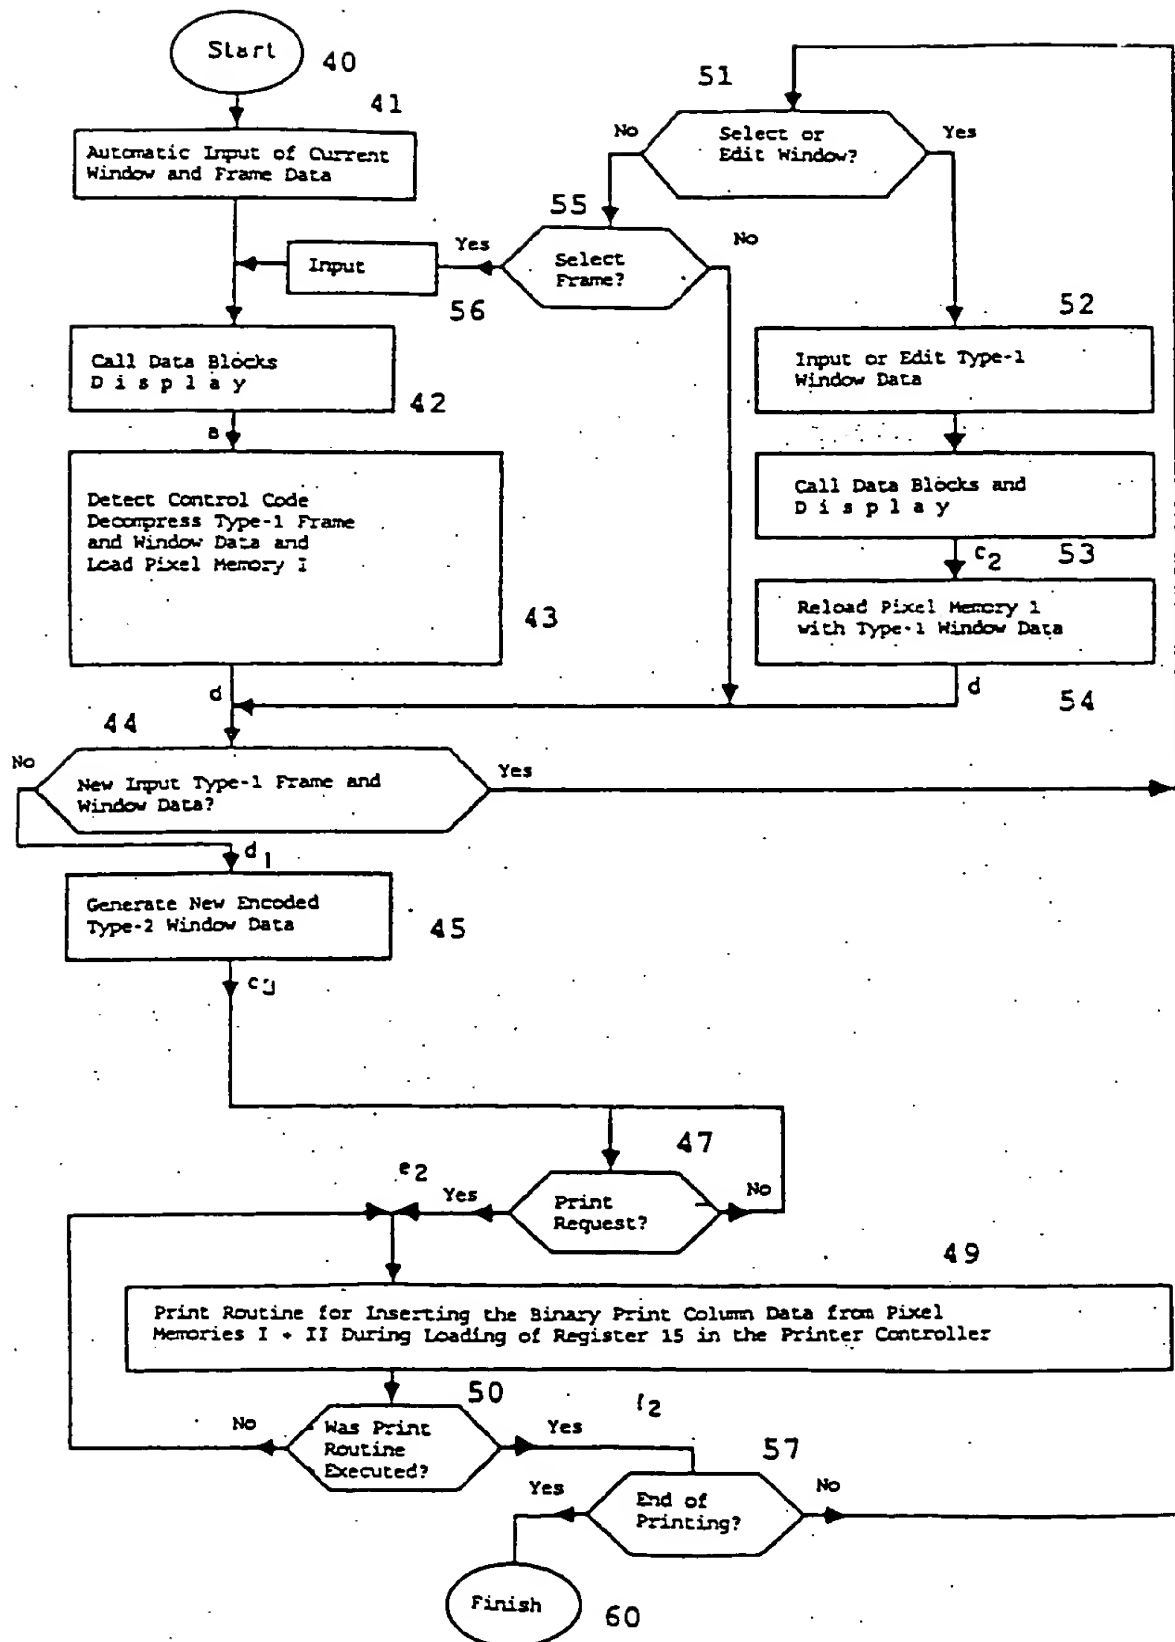 Start
40
41
Automatic Input of Current
Window and Frame Data
51
Select or
Edit Window?
No
Yes
55
Select
Frame?
Yes
No
Input
56
52
Input or Edit Type-1
Window Data
Call Data Blocks
D i s p l a y
42
a
Call Data Blocks and
D i s p l a y
c2
53
Detect Control Code
Decompress Type-1 Frame
and Window Data and
Load Pixel Memory I
43
Reload Pixel Memory 1
with Type-1 Window Data
d
54
d
44
No
New Input Type-1 Frame and
Window Data?
Yes
d1
Generate New Encoded
Type-2 Window Data
45
c3
47
e2
Yes
Print
Request?
No
49
Print Routine for Inserting the Binary Print Column Data from Pixel
Memories I + II During Loading of Register 15 in the Printer Controller
50
f2
No
Was Print
Routine
Executed?
Yes
57
Yes
End of
Printing?
No
Finish
60